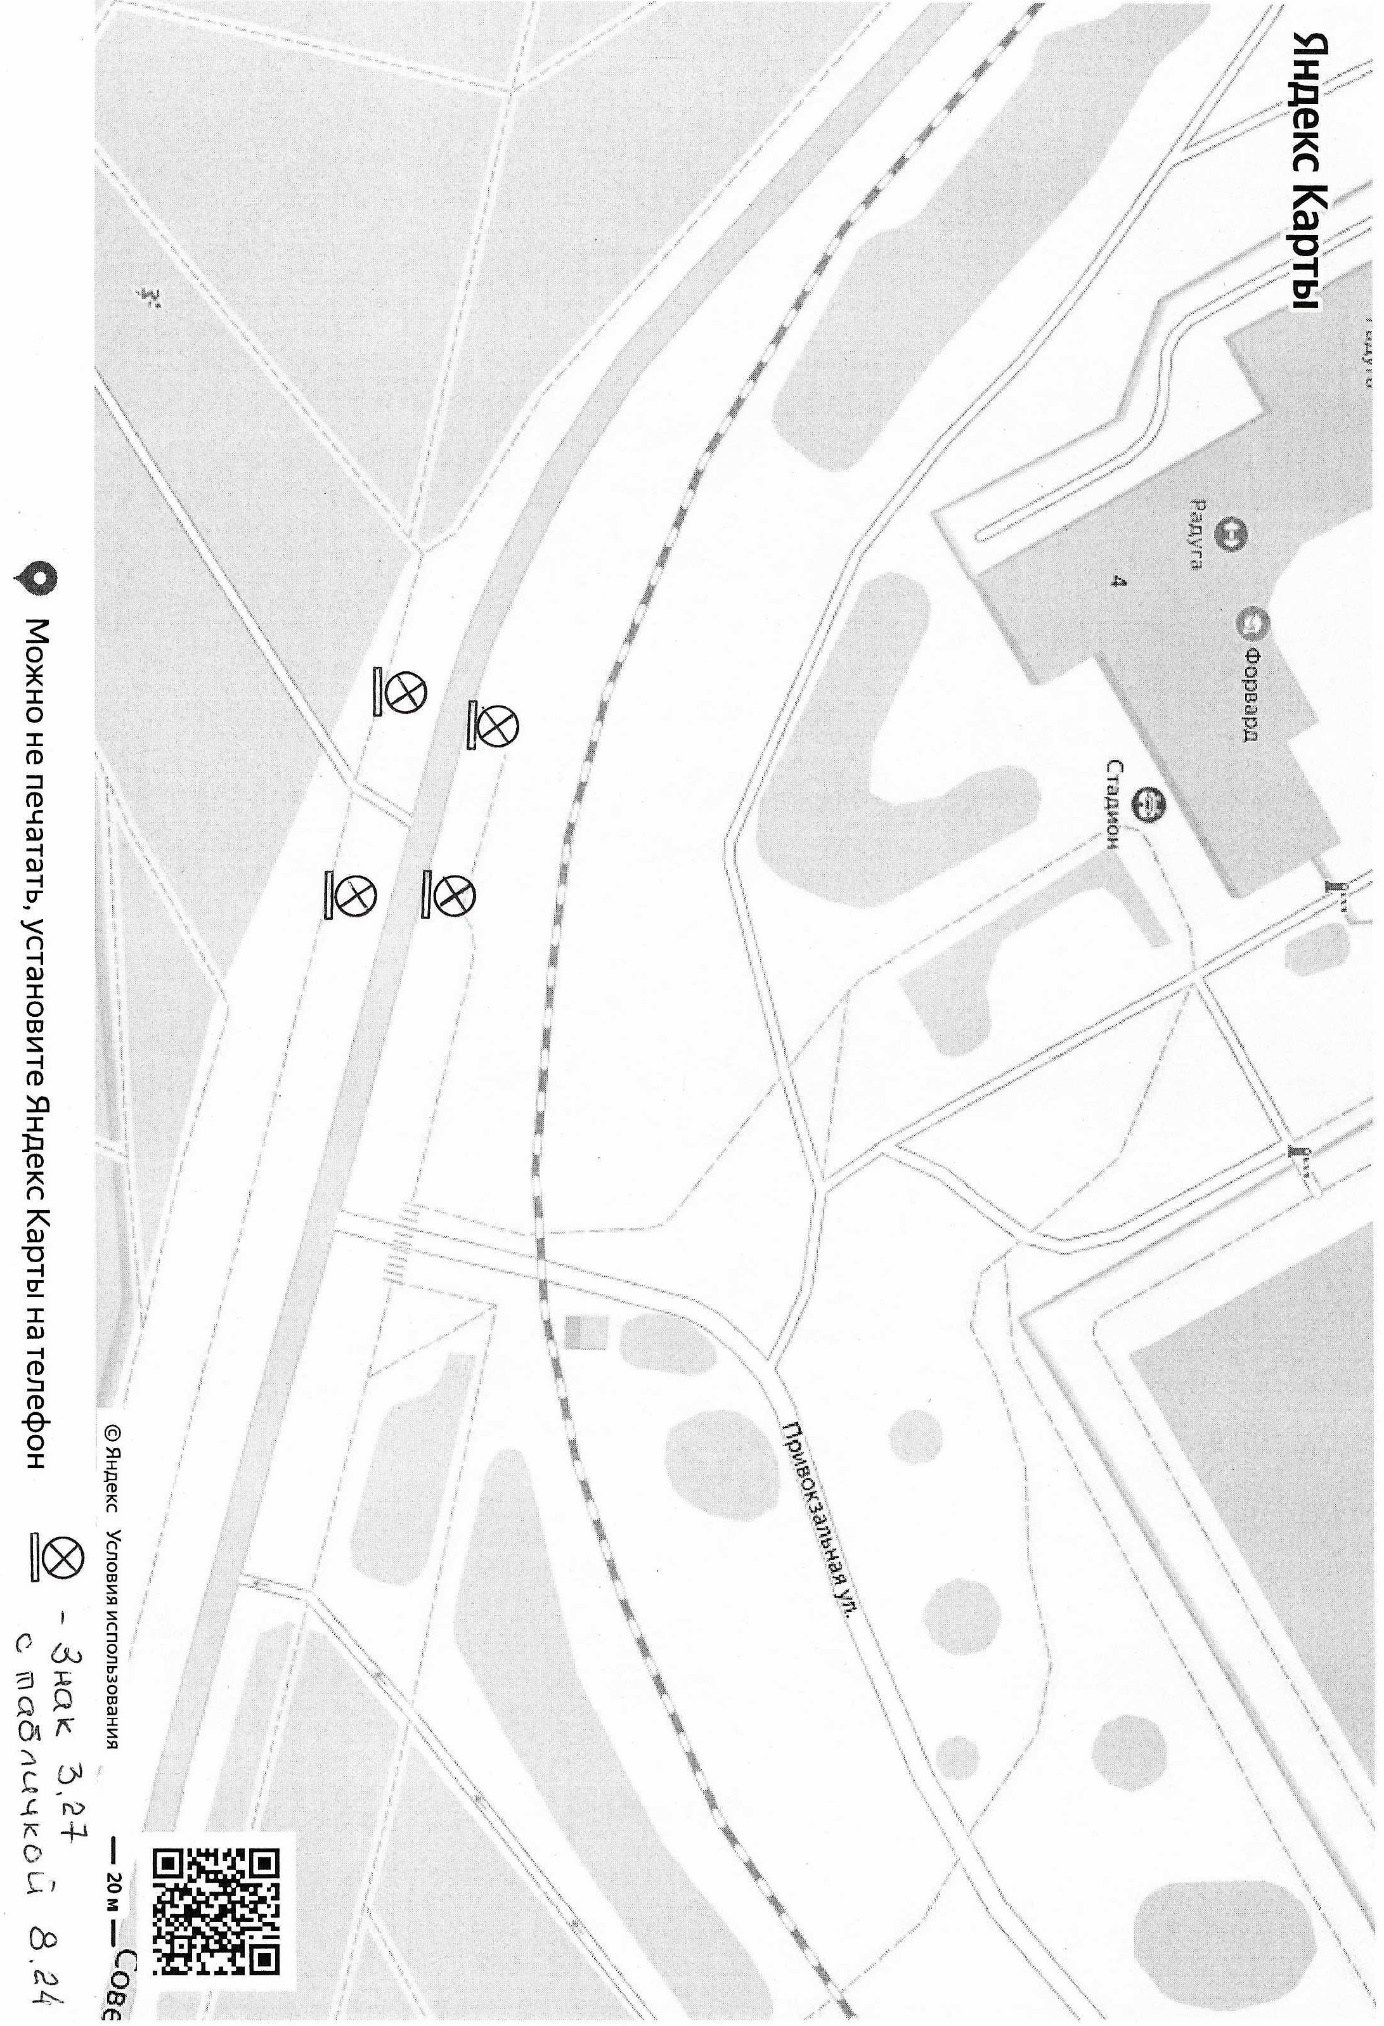 Яндекс Карты
Радуга
Форвард
4
Стадион
Привокзальная ул.
© Яндекс Условия использования
20 м
Сове
Можно не печатать, установите Яндекс Карты на телефон
- Знак 3.27
с табличкой 8.24